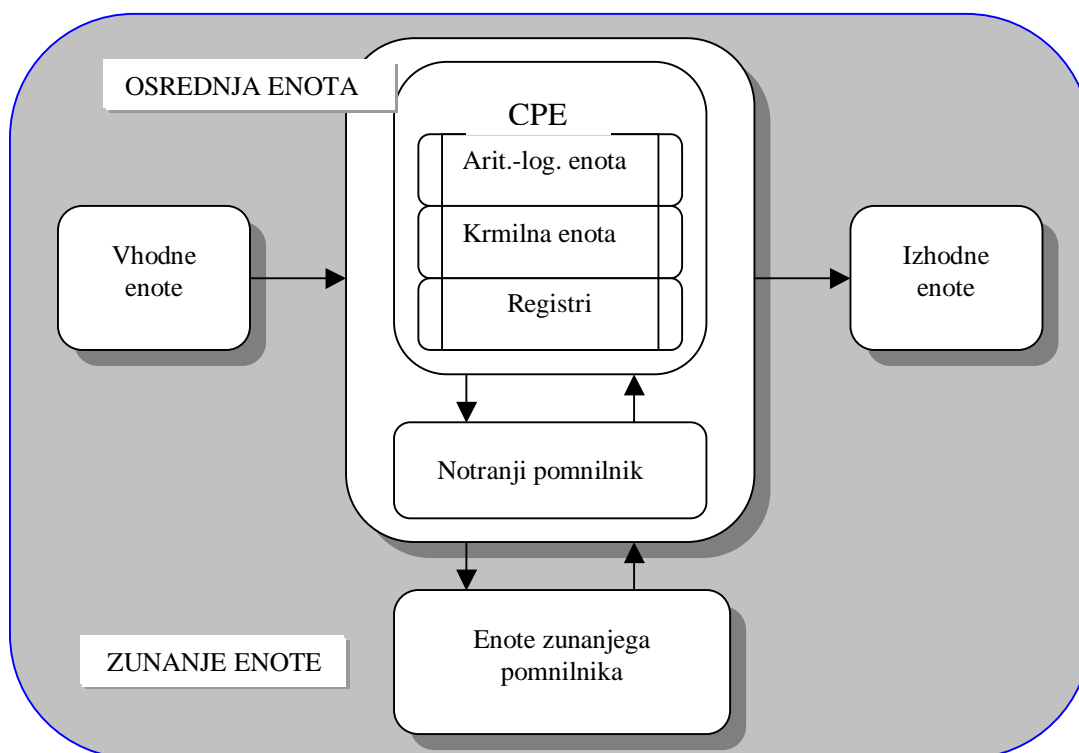 OSREDNJA ENOTA
CPE
Arit.-log. enota
Krmilna enota
Registri
Vhodne
enote
Izhodne
enote
Notranji pomnilnik
Enote zunanjega
pomnilnika
ZUNANJE ENOTE